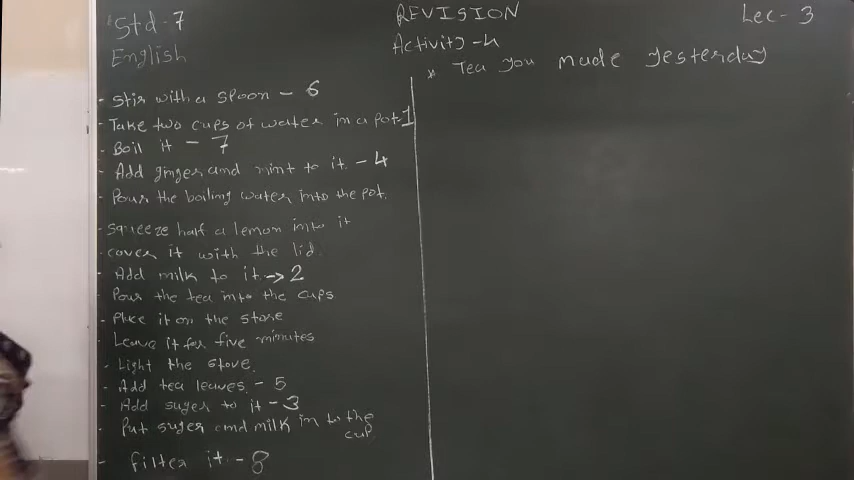 Std-7
English
REVISION
Activity-4
Lec-3
* Tea you made yesterday
- Stir with a spoon - 6
- Take two cups of water in a pot-1
- Boil it - 7
- Add ginger and mint to it. - 4
- Pour the boiling water into the pot.
- squeeze half a lemon into it
- cover it with the lid.
- Add milk to it -> 2
- Pour the tea into the cups
- Place it on the stove
- Leave it for five minutes
- Light the stove.
- Add tea leaves. - 5
- Add suger to it - 3
- Put suger and milk in to the
cup.
- filter it. - 8